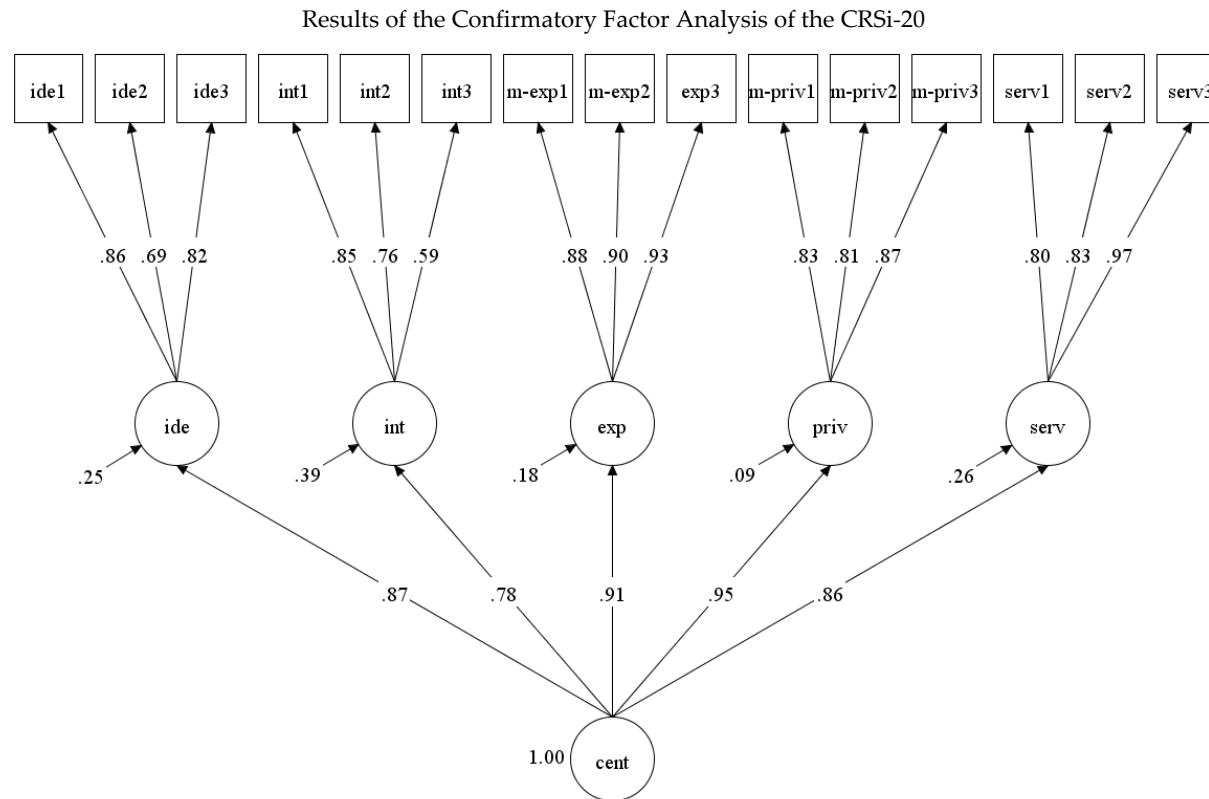 Results of the Confirmatory Factor Analysis of the CRSi-20
ide1 ide2 ide3 int1 int2 int3 m-exp1 m-exp2 exp3 m-priv1 m-priv2 m-priv3 serv1 serv2 serv3
.86 .69 .82 .85 .76 .59 .88 .90 .93 .83 .81 .87 .80 .83 .97
ide int exp priv serv
.25 .39 .18 .09 .26
.87 .78 .91 .95 .86
1.00 cent